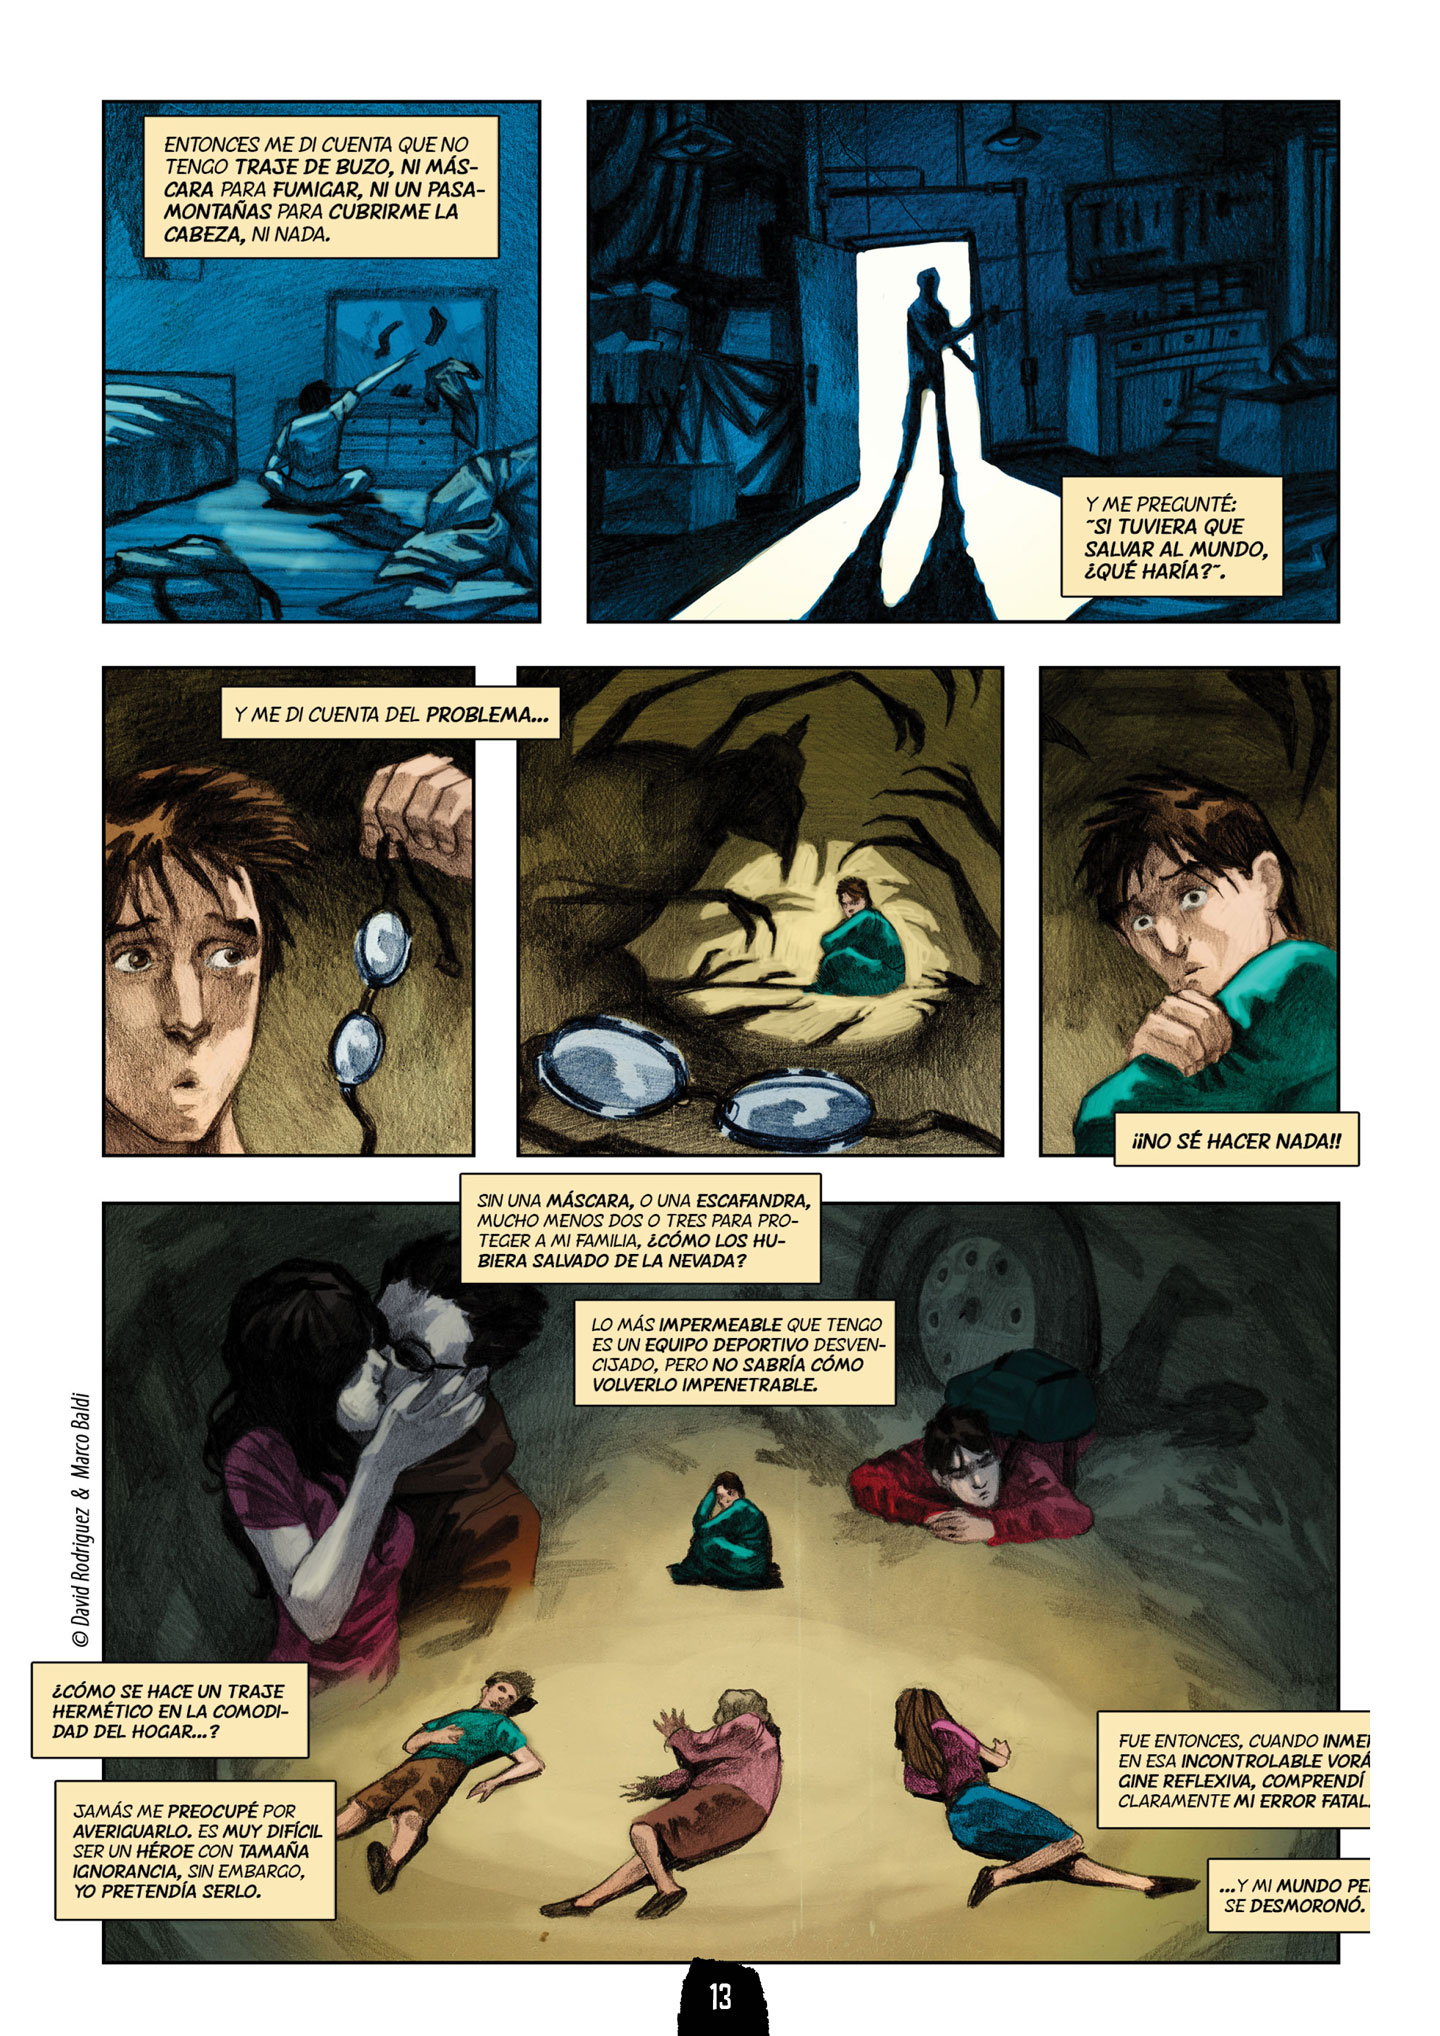 ENTONCES ME DI CUENTA QUE NO
TENGO TRAJE DE BUZO, NI MÁS-
CARA PARA FUMIGAR, NI UN PASA-
MONTAÑAS PARA CUBRIRME LA
CABEZA, NI NADA.
Y ME PREGUNTÉ:
~SI TUVIERA QUE
SALVAR AL MUNDO,
¿QUÉ HARÍA?~.
Y ME DI CUENTA DEL PROBLEMA...
¡¡NO SÉ HACER NADA!!
SIN UNA MÁSCARA, O UNA ESCAFANDRA,
MUCHO MENOS DOS O TRES PARA PRO-
TEGER A MI FAMILIA, ¿CÓMO LOS HU-
BIERA SALVADO DE LA NEVADA?
LO MÁS IMPERMEABLE QUE TENGO
ES UN EQUIPO DEPORTIVO DESVEN-
CIJADO, PERO NO SABRÍA CÓMO
VOLVERLO IMPENETRABLE.
© David Rodriguez & Marco Baldi
¿CÓMO SE HACE UN TRAJE
HERMÉTICO EN LA COMODI-
DAD DEL HOGAR...?
JAMÁS ME PREOCUPÉ POR
AVERIGUARLO. ES MUY DIFÍCIL
SER UN HÉROE CON TAMAÑA
IGNORANCIA, SIN EMBARGO,
YO PRETENDÍA SERLO.
FUE ENTONCES, CUANDO
EN ESA INCONTROLABLE VORÁ
GINE REFLEXIVA, COMPRENDÍ
CLARAMENTE MI ERROR FATAL.
...Y MI MUNDO
SE DESMORONÓ.
13